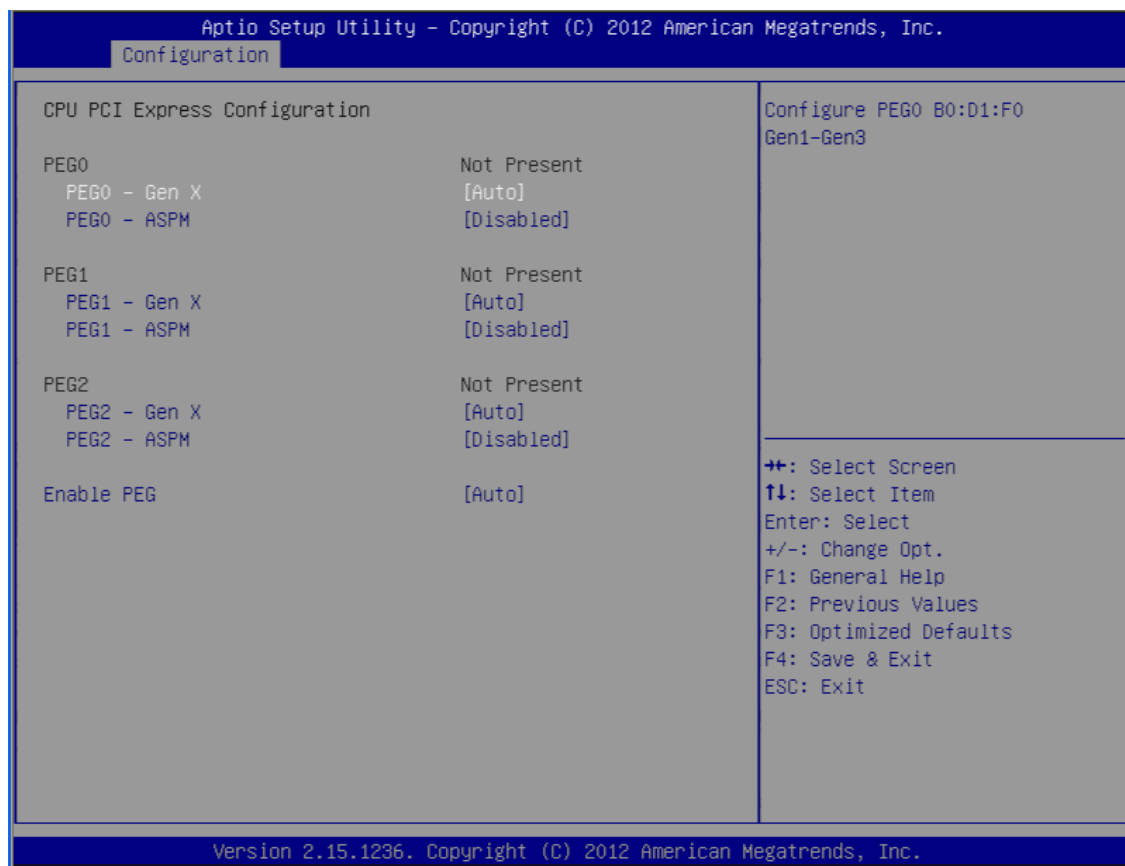 Aptio Setup Utility – Copyright (C) 2012 American Megatrends, Inc.
Configuration
CPU PCI Express Configuration
PEG0 Not Present
PEG0 – Gen X [Auto]
PEG0 – ASPM [Disabled]
PEG1 Not Present
PEG1 – Gen X [Auto]
PEG1 – ASPM [Disabled]
PEG2 Not Present
PEG2 – Gen X [Auto]
PEG2 – ASPM [Disabled]
Enable PEG [Auto]
Configure PEG0 B0:D1:F0
Gen1-Gen3
→←: Select Screen
↑↓: Select Item
Enter: Select
+/-: Change Opt.
F1: General Help
F2: Previous Values
F3: Optimized Defaults
F4: Save & Exit
ESC: Exit
Version 2.15.1236. Copyright (C) 2012 American Megatrends, Inc.